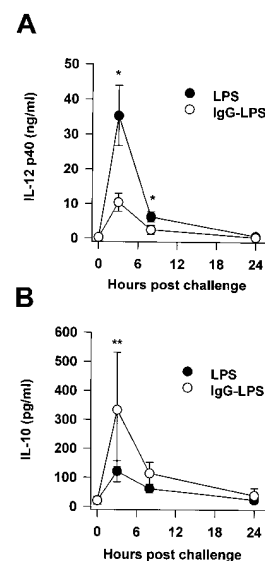 A
*
50
LPS
40
IgG-LPS
30
20
*
10
0
IL-12 p40 (ng/ml)
0 6 12 18 24
Hours post challenge
B
600
**
500
LPS
400
IgG-LPS
300
200
100
0
IL-10 (pg/ml)
0 6 12 18 24
Hours post challenge